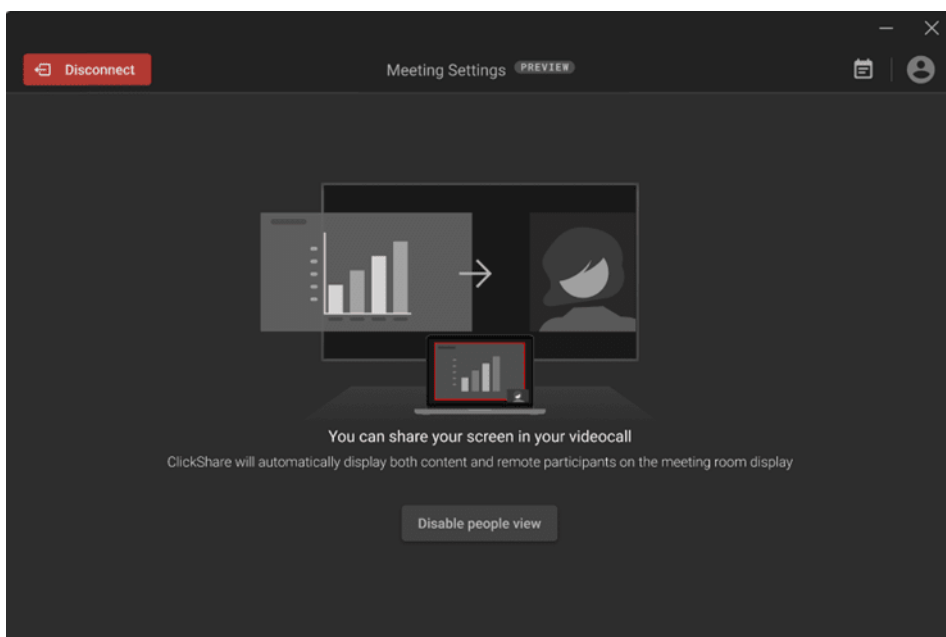 Disconnect
Meeting Settings PREVIEW
You can share your screen in your videocall
ClickShare will automatically display both content and remote participants on the meeting room display
Disable people view